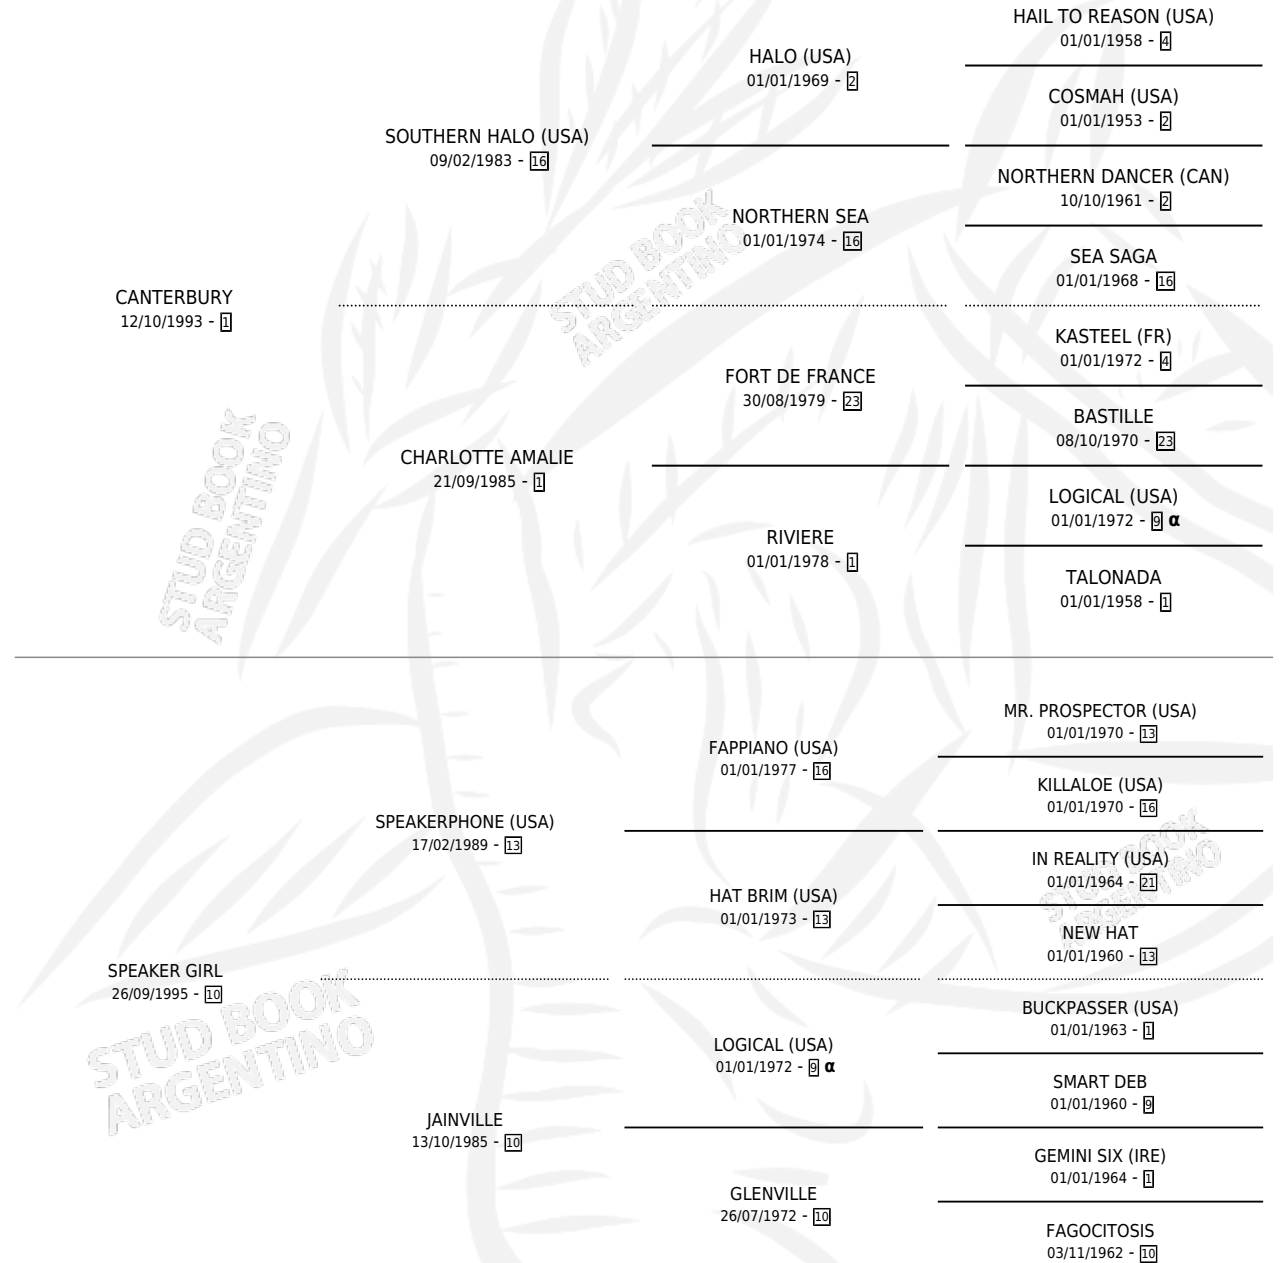 HAIL TO REASON (USA)
01/01/1958 - 4
HALO (USA)
01/01/1969 - 2
COSMAH (USA)
01/01/1953 - 2
SOUTHERN HALO (USA)
09/02/1983 - 16
NORTHERN DANCER (CAN)
10/10/1961 - 2
NORTHERN SEA
01/01/1974 - 16
SEA SAGA
01/01/1968 - 16
CANTERBURY
12/10/1993 - 1
KASTEEL (FR)
01/01/1972 - 4
FORT DE FRANCE
30/08/1979 - 23
BASTILLE
08/10/1970 - 23
CHARLOTTE AMALIE
21/09/1985 - 1
LOGICAL (USA)
01/01/1972 - 9 α
RIVIERE
01/01/1978 - 1
TALONADA
01/01/1958 - 1
MR. PROSPECTOR (USA)
01/01/1970 - 13
FAPPIANO (USA)
01/01/1977 - 16
KILLALOE (USA)
01/01/1970 - 16
SPEAKERPHONE (USA)
17/02/1989 - 13
IN REALITY (USA)
01/01/1964 - 21
HAT BRIM (USA)
01/01/1973 - 13
NEW HAT
01/01/1960 - 13
SPEAKER GIRL
26/09/1995 - 10
BUCKPASSER (USA)
01/01/1963 - 1
LOGICAL (USA)
01/01/1972 - 9 α
SMART DEB
01/01/1960 - 9
JAINVILLE
13/10/1985 - 10
GEMINI SIX (IRE)
01/01/1964 - 1
GLENVILLE
26/07/1972 - 10
FAGOCITOSIS
03/11/1962 - 10
STUD BOOK
ARGENTINO
STUD BOOK
ARGENTINO
STUD BOOK
ARGENTINO
STUD BOOK
ARGENTINO